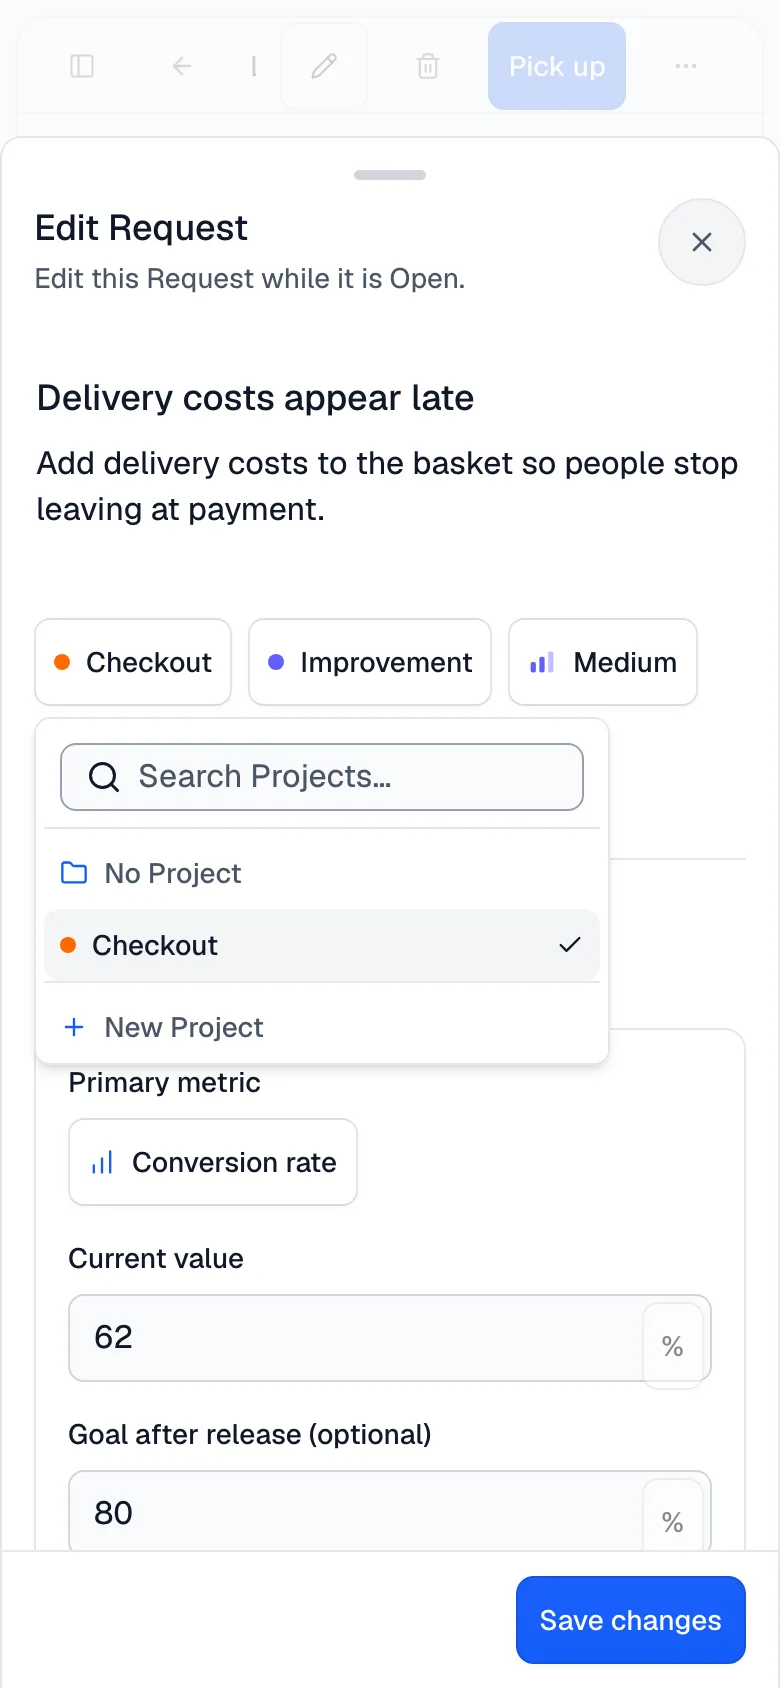 Pick up
Edit Request
Edit this Request while it is Open.
Delivery costs appear late
Add delivery costs to the basket so people stop
leaving at payment.
Checkout
Improvement
Medium
Search Projects...
No Project
Checkout
New Project
Primary metric
Conversion rate
Current value
62
%
Goal after release (optional)
80
%
Save changes